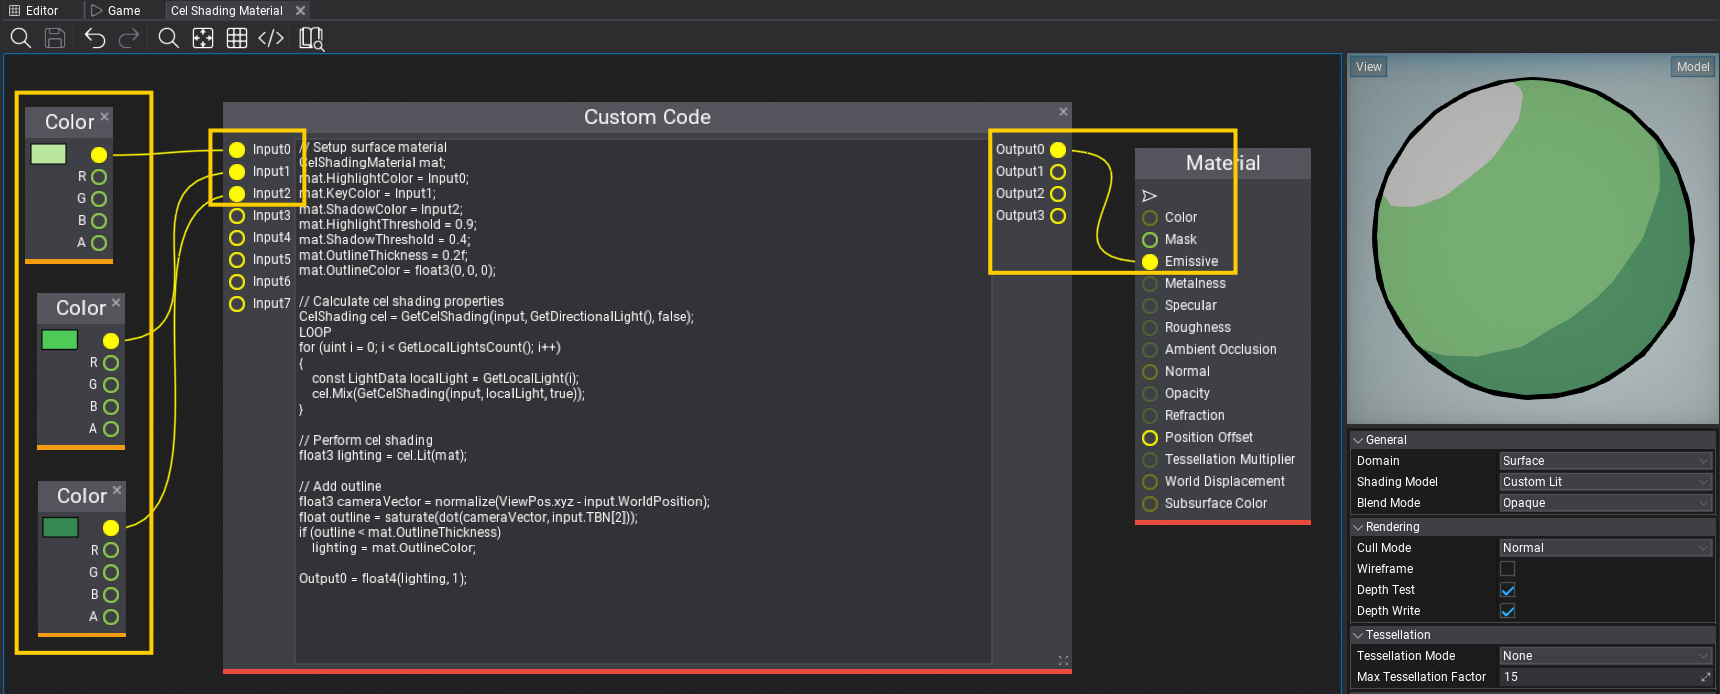 Editor
Game
Cel Shading Material
Color
R
G
B
A
Color
R
G
B
A
Color
R
G
B
A
Custom Code
Input0
Input1
Input2
Input3
Input4
Input5
Input6
Input7
// Setup surface material
CelShadingMaterial mat;
mat.HighlightColor = Input0;
mat.KeyColor = Input1;
mat.ShadowColor = Input2;
mat.HighlightThreshold = 0.9;
mat.ShadowThreshold = 0.4;
mat.OutlineThickness = 0.2f;
mat.OutlineColor = float3(0, 0, 0);
// Calculate cel shading properties
CelShading cel = GetCelShading(input, GetDirectionalLight(), false);
LOOP
for (uint i = 0; i < GetLocalLightsCount(); i++)
{
const LightData localLight = GetLocalLight(i);
cel.Mix(GetCelShading(input, localLight, true));
}
// Perform cel shading
float3 lighting = cel.Lit(mat);
// Add outline
float3 cameraVector = normalize(ViewPos.xyz - input.WorldPosition);
float outline = saturate(dot(cameraVector, input.TBN[2]));
if (outline < mat.OutlineThickness)
lighting = mat.OutlineColor;
Output0 = float4(lighting, 1);
Output0
Output1
Output2
Output3
Material
Color
Mask
Emissive
Metalness
Specular
Roughness
Ambient Occlusion
Normal
Opacity
Refraction
Position Offset
Tessellation Multiplier
World Displacement
Subsurface Color
View
Model
General
Domain Surface
Shading Model Custom Lit
Blend Mode Opaque
Rendering
Cull Mode Normal
Wireframe
Depth Test
Depth Write
Tessellation
Tessellation Mode None
Max Tessellation Factor 15